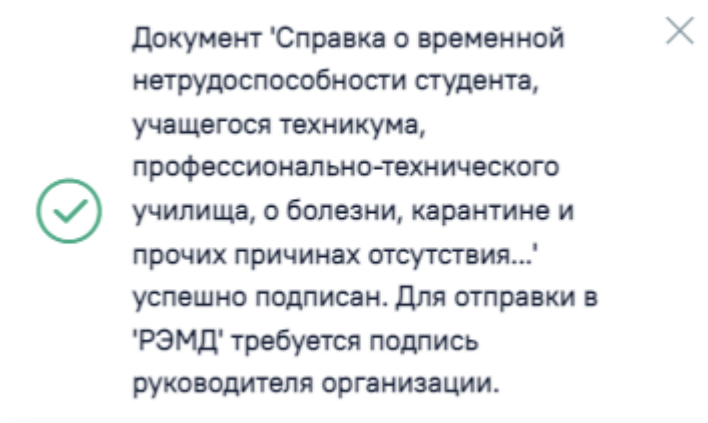 Документ 'Справка о временной
нетрудоспособности студента,
учащегося техникума,
профессионально-технического
училища, о болезни, карантине и
прочих причинах отсутствия...'
успешно подписан. Для отправки в
'РЭМД' требуется подпись
руководителя организации.